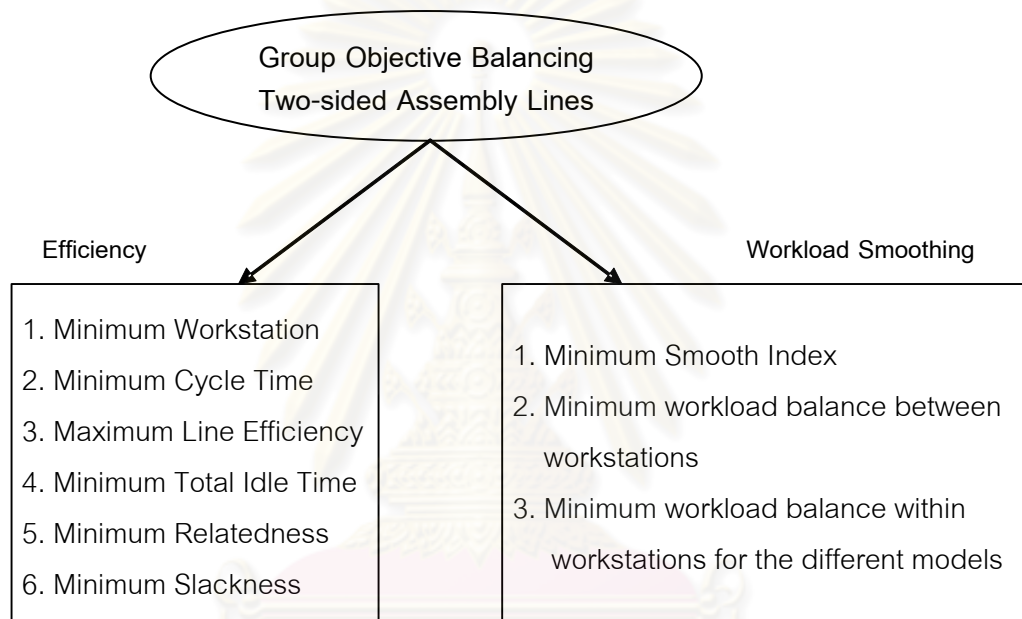 Group Objective Balancing
Two-sided Assembly Lines
Efficiency
1. Minimum Workstation
2. Minimum Cycle Time
3. Maximum Line Efficiency
4. Minimum Total Idle Time
5. Minimum Relatedness
6. Minimum Slackness
Workload Smoothing
1. Minimum Smooth Index
2. Minimum workload balance between
workstations
3. Minimum workload balance within
workstations for the different models